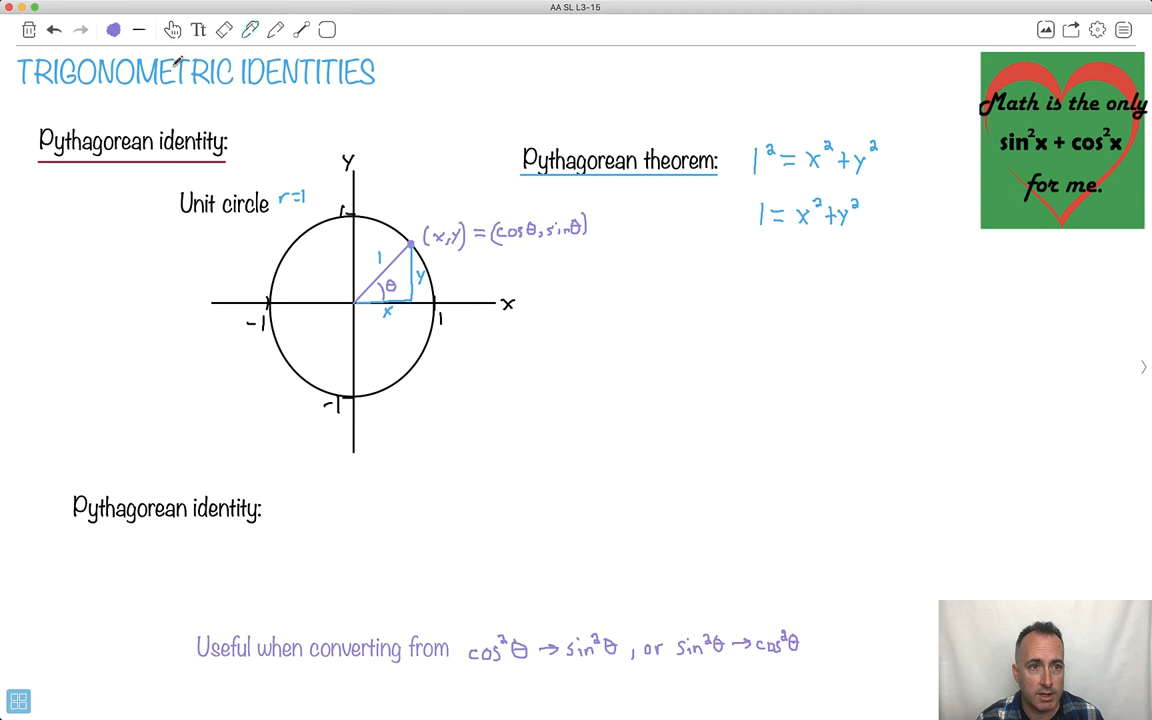 AA SL L3-15
Tt
TRIGONOMETRIC IDENTITIES
Math is the only
sin²x + cos²x
for me.
Pythagorean identity:
Pythagorean theorem: 1² = x² + y²
1 = x² + y²
Unit circle r=1
y
1
(x,y) = (cosθ, sinθ)
1
θ
y
x
x
-1
1
-1
Pythagorean identity:
Useful when converting from cos²θ → sin²θ, or sin²θ → cos²θ